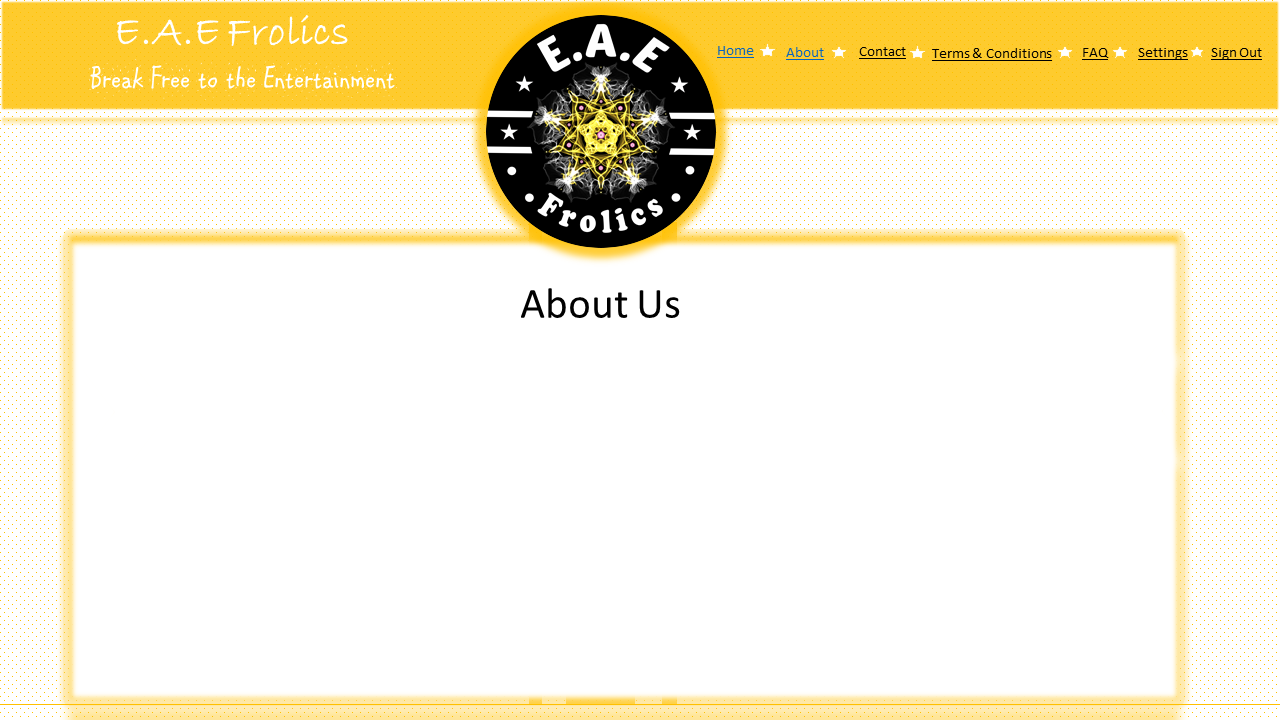 E.A.E Frolics
Break Free to the Entertainment
E.A.E
Frolics
Home About Contact Terms & Conditions FAQ Settings Sign Out
About Us